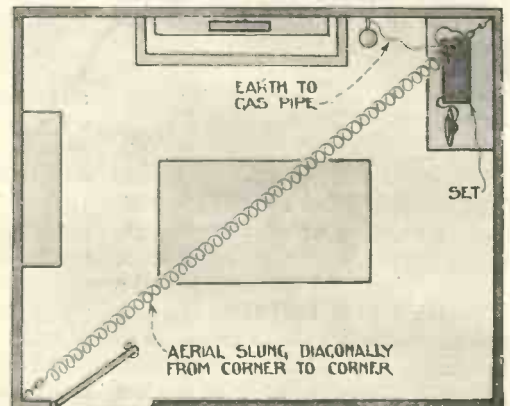 EARTH TO
GAS PIPE
SET
AERIAL SLUNG DIAGONALLY
FROM CORNER TO CORNER